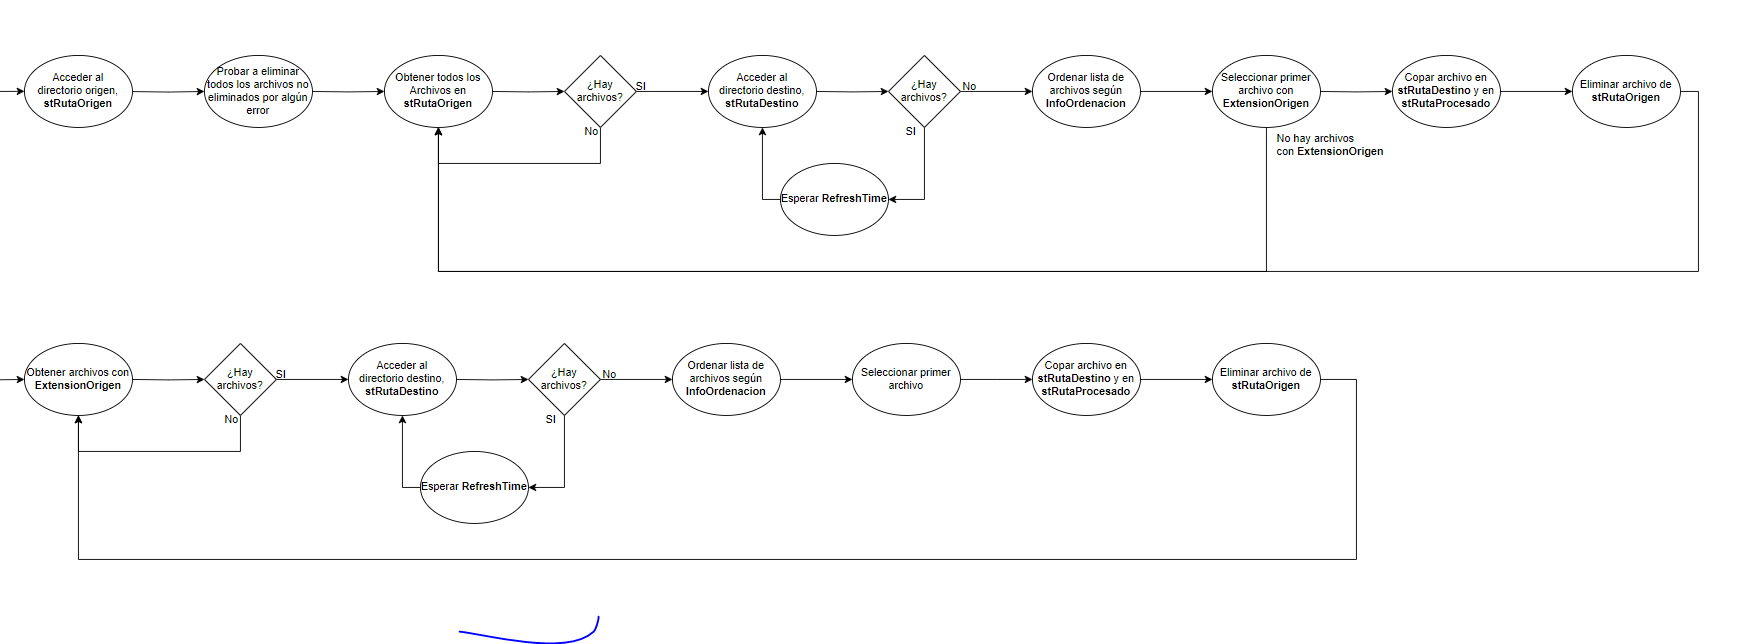 Acceder al
directorio origen,
stRutaOrigen
Probar a eliminar
todos los archivos no
eliminados por algún
error
Obtener todos los
Archivos en
stRutaOrigen
¿Hay
archivos?
SI
No
Acceder al
directorio destino,
stRutaDestino
¿Hay
archivos?
No
SI
Esperar RefreshTime
Ordenar lista de
archivos según
InfoOrdenacion
Seleccionar primer
archivo con
ExtensionOrigen
No hay archivos
con ExtensionOrigen
Copar archivo en
stRutaDestino y en
stRutaProcesado
Eliminar archivo de
stRutaOrigen
Obtener archivos con
ExtensionOrigen
¿Hay
archivos?
SI
No
Acceder al
directorio destino,
stRutaDestino
¿Hay
archivos?
No
SI
Esperar RefreshTime
Ordenar lista de
archivos según
InfoOrdenacion
Seleccionar primer
archivo
Copar archivo en
stRutaDestino y en
stRutaProcesado
Eliminar archivo de
stRutaOrigen